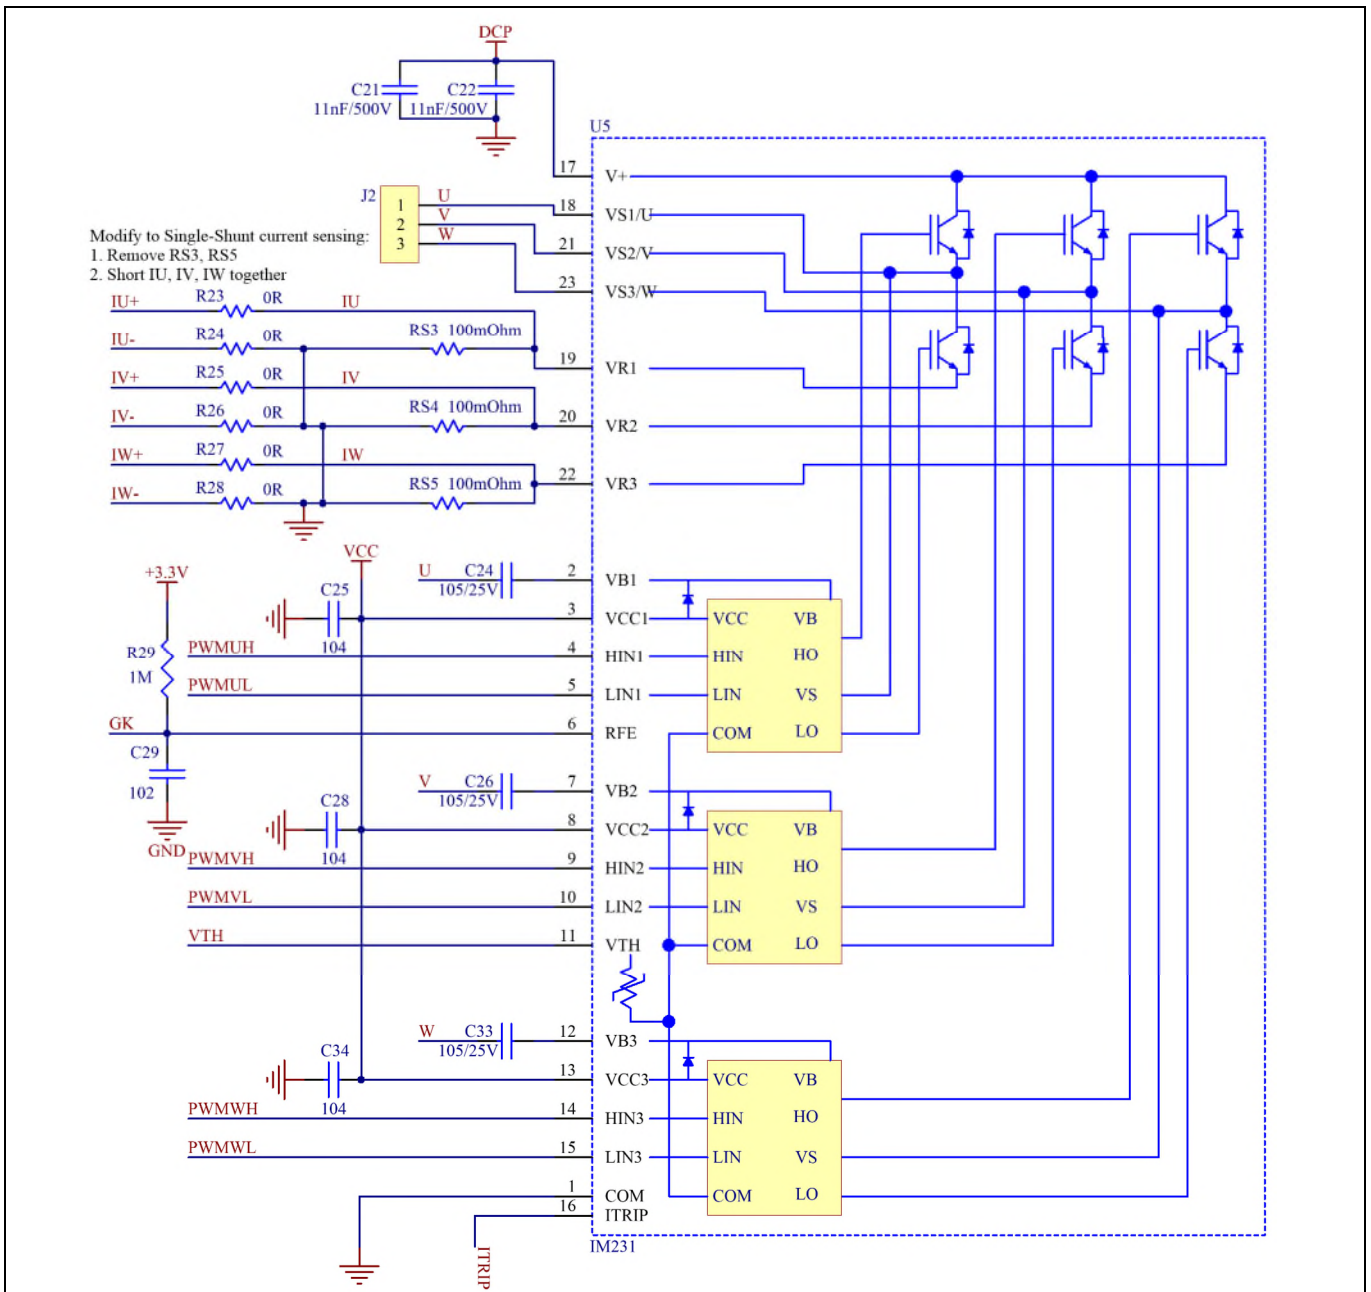 DCP
C21
C22
11nF/500V
11nF/500V
U5
17
V+
J2
1
U
18
VS1/U
2
V
21
VS2/V
3
W
23
VS3/W
Modify to Single-Shunt current sensing:
1. Remove RS3, RS5
2. Short IU, IV, IW together
IU+
R23
0R
IU
IU-
R24
0R
RS3 100mOhm
19
VR1
IV+
R25
0R
IV
IV-
R26
0R
RS4 100mOhm
20
VR2
IW+
R27
0R
IW
IW-
R28
0R
RS5 100mOhm
22
VR3
VCC
+3.3V
U
C24
105/25V
2
VB1
C25
104
3
VCC1
VCC
VB
R29
1M
PWMUH
4
HIN1
HIN
HO
PWMUL
5
LIN1
LIN
VS
GK
6
RFE
COM
LO
C29
102
GND
V
C26
105/25V
7
VB2
C28
104
8
VCC2
VCC
VB
PWMVH
9
HIN2
HIN
HO
PWMVL
10
LIN2
LIN
VS
VTH
11
VTH
COM
LO
W
C33
105/25V
12
VB3
C34
104
13
VCC3
VCC
VB
PWMWH
14
HIN3
HIN
HO
PWMWL
15
LIN3
LIN
VS
1
COM
COM
LO
16
ITRIP
ITRIP
IM231